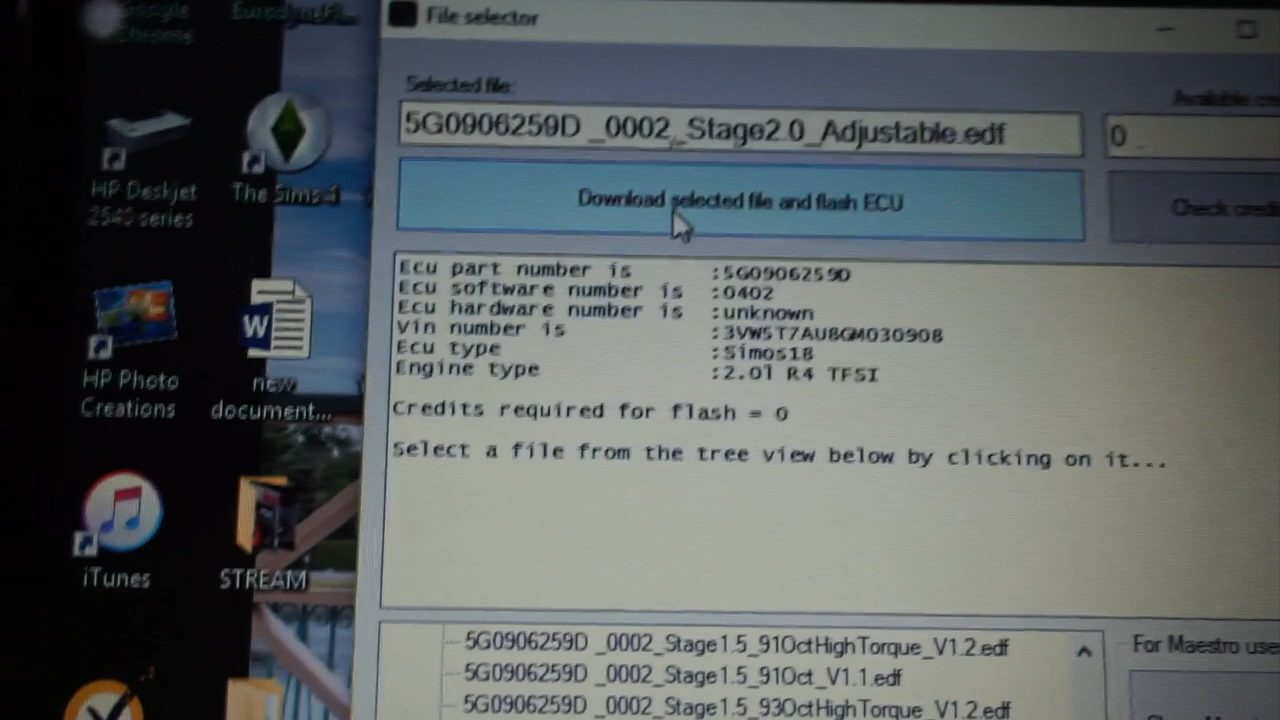 Google
Chrome
File selector
Selected file:
5G0906259D _0002_Stage2.0_Adjustable.edf
0
Download selected file and flash ECU
HP Deskjet
2540 series
The Sims 4
Ecu part number is :5G0906259D
Ecu software number is :0402
Ecu hardware number is :unknown
Vin number is :3VW5T7AU8GM030908
Ecu type :Simos18
Engine type :2.0l R4 TFSI
Credits required for flash = 0
Select a file from the tree view below by clicking on it...
HP Photo
Creations
W
new
document...
iTunes
STREAM
5G0906259D _0002_Stage1.5_91OctHighTorque_V1.2.edf
5G0906259D _0002_Stage1.5_91Oct_V1.1.edf
5G0906259D _0002_Stage1.5_93OctHighTorque_V1.2.edf
For Maestro use